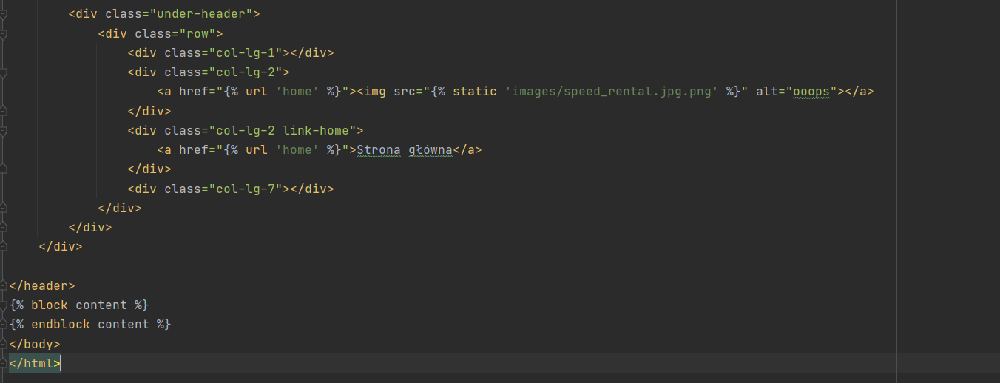 <div class="under-header">
<div class="row">
<div class="col-lg-1"></div>
<div class="col-lg-2">
<a href="{% url 'home' %}"><img src="{% static 'images/speed_rental.jpg.png' %}" alt="ooops"></a>
</div>
<div class="col-lg-2 link-home">
<a href="{% url 'home' %}">Strona główna</a>
</div>
<div class="col-lg-7"></div>
</div>
</div>
</div>
</header>
{% block content %}
{% endblock content %}
</body>
</html>